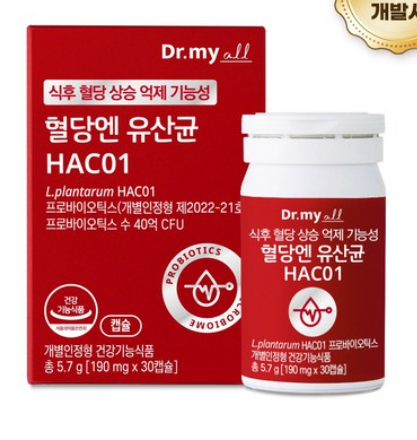 개발사
Dr.my all
식후 혈당 상승 억제 기능성
혈당엔 유산균
HAC01
L.plantarum HAC01
프로바이오틱스(개별인정형 제2022-21호
프로바이오틱스 수 40억 CFU
PROBIOTICS
MICROBIOME
건강
기능식품
캡슐
개별인정형 건강기능식품
총 5.7 g [190 mg x 30캡슐]
Dr.my all
식후 혈당 상승 억제 기능성
혈당엔 유산균
HAC01
L.plantarum HAC01 프로바이오틱스
개별인정형 건강기능식품
총 5.7 g [190 mg x 30캡슐]